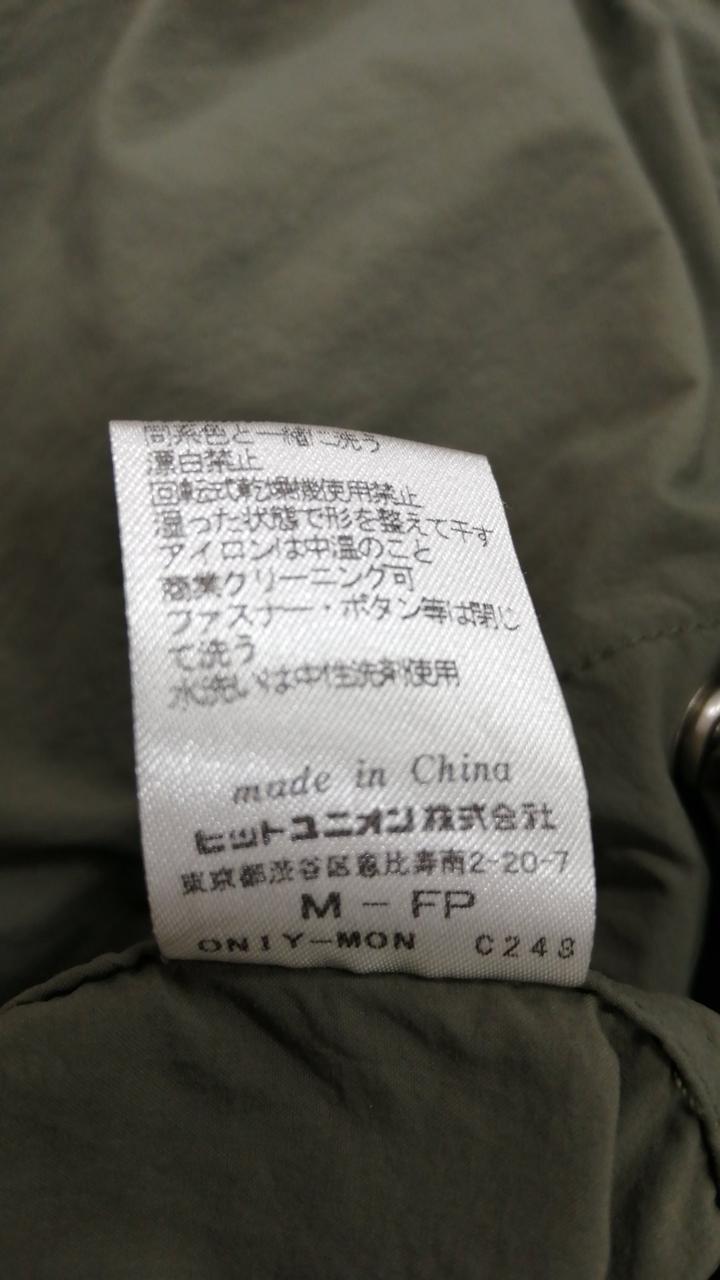 同系色と一緒に洗う
漂白禁止
回転式乾燥機使用禁止
湿った状態で形を整えて干す
アイロンは中温のこと
商業クリーニング可
ファスナー・ボタン等は閉じ
て洗う
水洗いは中性洗剤使用
made in China
ヒットユニオン株式会社
東京都渋谷区恵比寿南2-20-7
M-FP
ONLY-MON C248